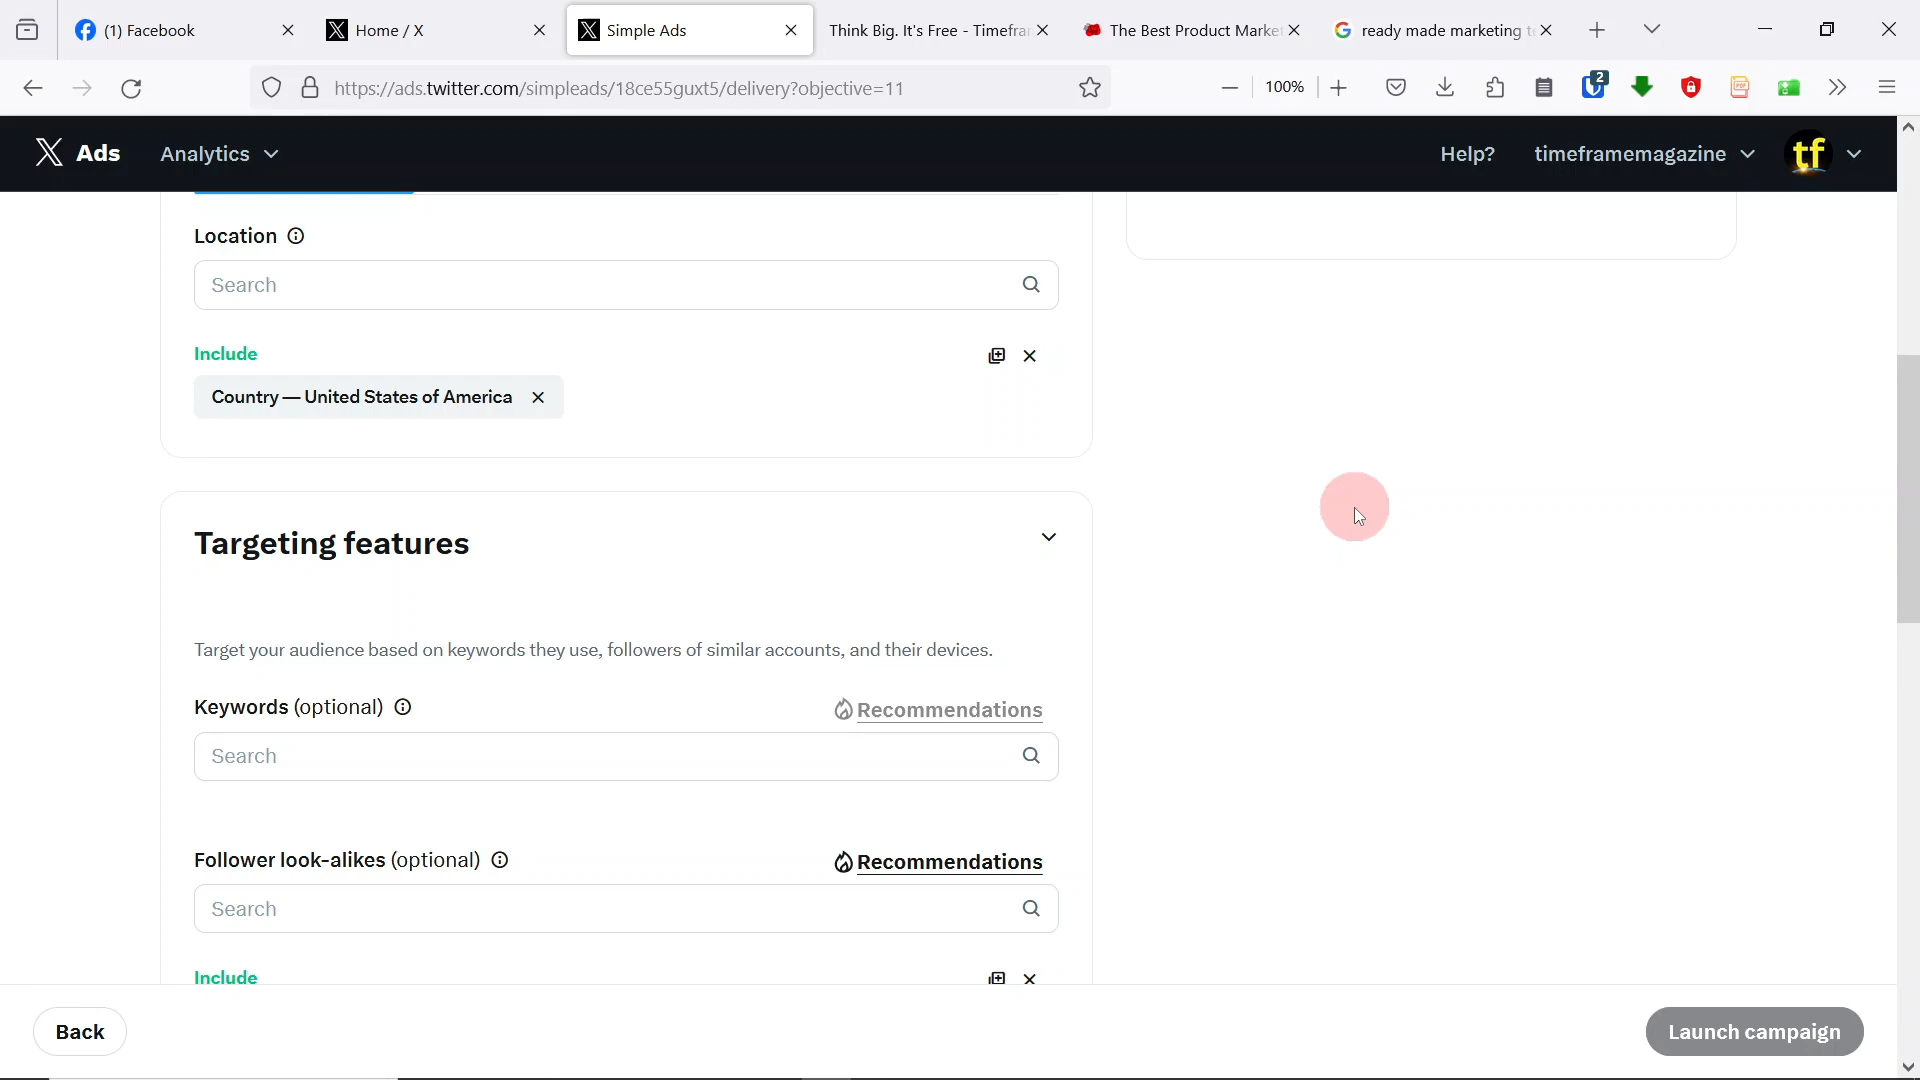 (1) Facebook
Home / X
Simple Ads
Think Big. It's Free - Timefra
The Best Product Market
ready made marketing t
https://ads.twitter.com/simpleads/18ce55guxt5/delivery?objective=11
100%
2
Ads
Analytics
Help?
timeframemagazine
tf
Location
Search
Include
Country — United States of America
Targeting features
Target your audience based on keywords they use, followers of similar accounts, and their devices.
Keywords (optional)
Recommendations
Search
Follower look-alikes (optional)
Recommendations
Search
Include
Back
Launch campaign